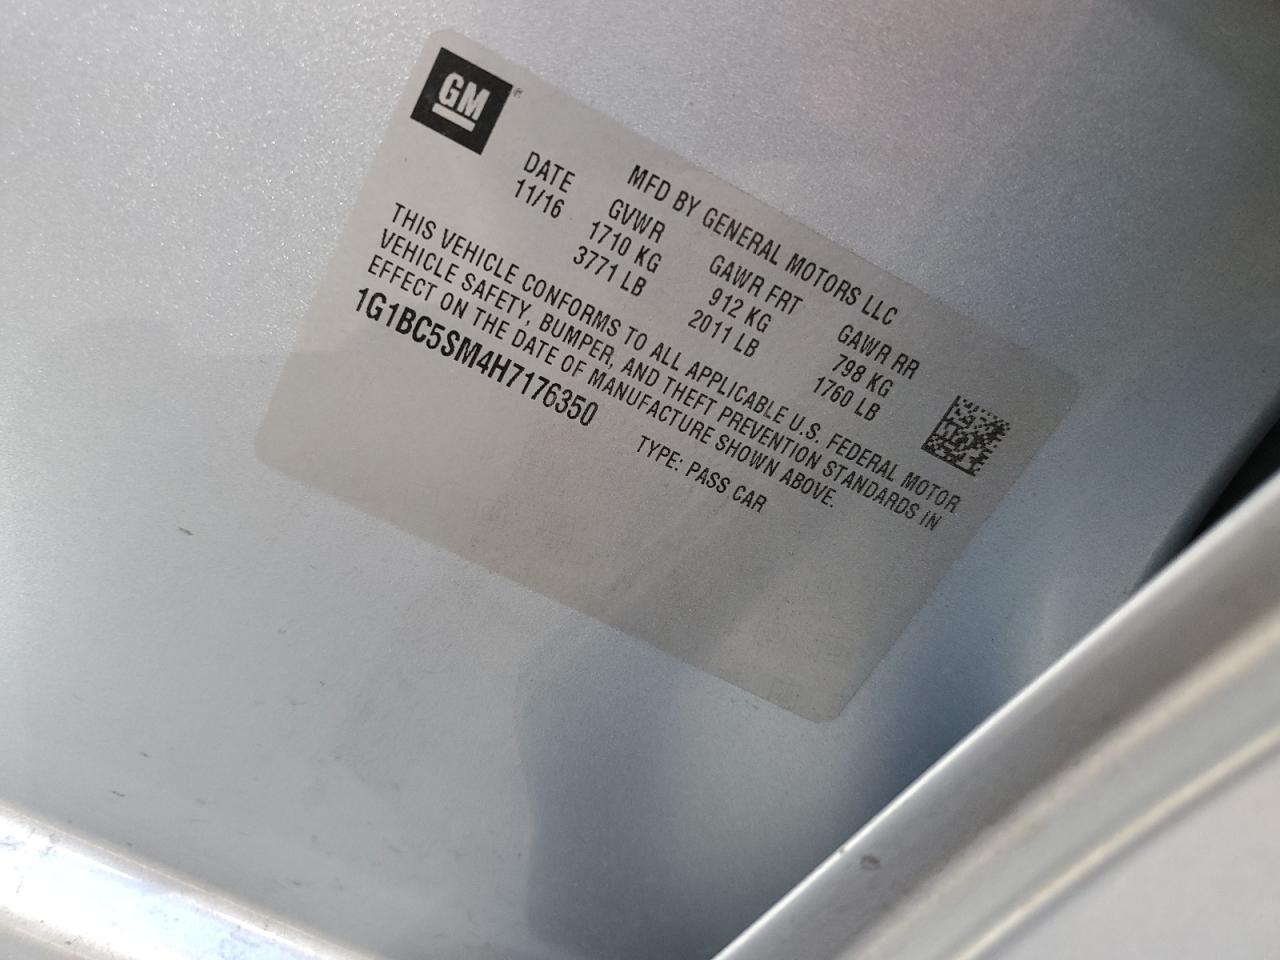 GM
MFD BY GENERAL MOTORS LLC
DATE GVWR GAWR FRT GAWR RR
11/16 1710 KG 912 KG 798 KG
3771 LB 2011 LB 1760 LB
THIS VEHICLE CONFORMS TO ALL APPLICABLE U.S. FEDERAL MOTOR
VEHICLE SAFETY, BUMPER, AND THEFT PREVENTION STANDARDS IN
EFFECT ON THE DATE OF MANUFACTURE SHOWN ABOVE.
1G1BC5SM4H7176350 TYPE: PASS CAR